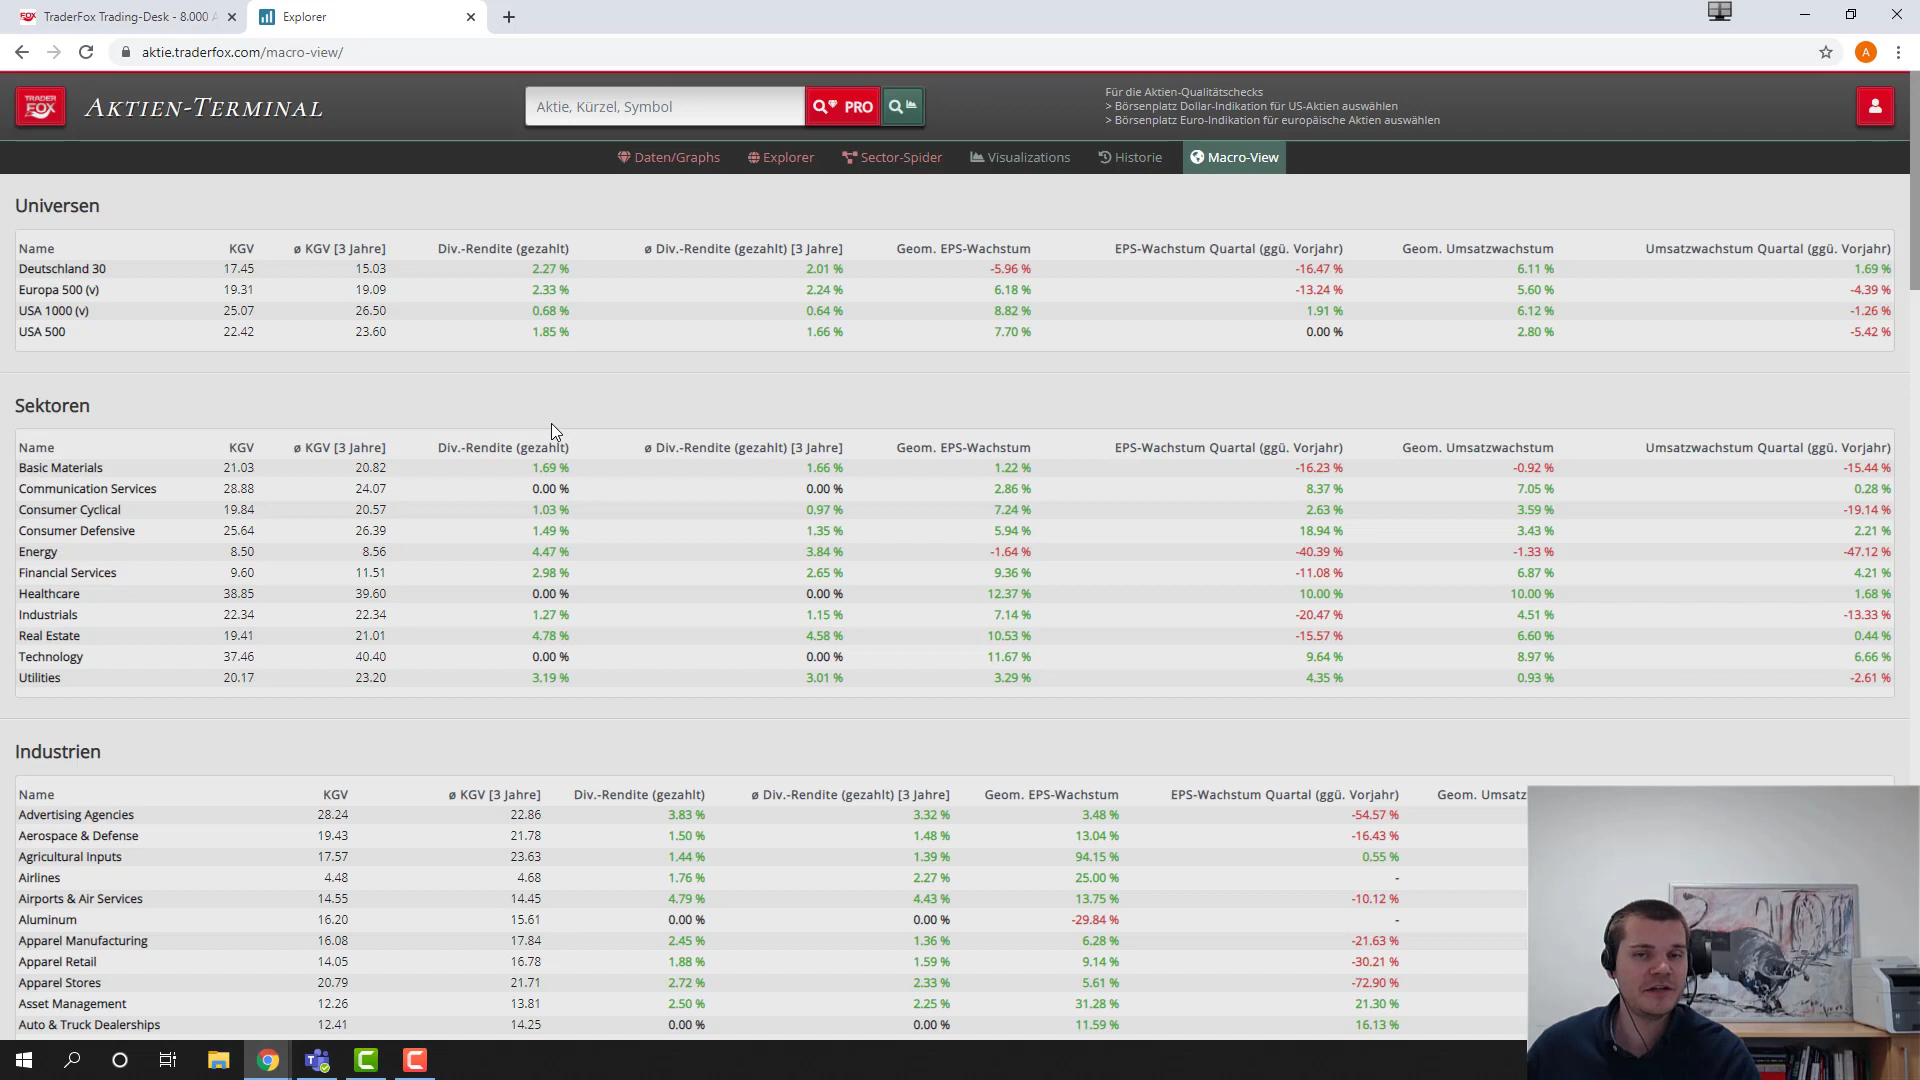 TraderFox Trading-Desk - 8.000 A
Explorer
aktie.traderfox.com/macro-view/
A
TRADER FOX
AKTIEN-TERMINAL
Aktie, Kürzel, Symbol
PRO
Für die Aktien-Qualitätschecks
> Börsenplatz Dollar-Indikation für US-Aktien auswählen
> Börsenplatz Euro-Indikation für europäische Aktien auswählen
Daten/Graphs Explorer Sector-Spider Visualizations Historie Macro-View
Universen
Name KGV ø KGV [3 Jahre] Div.-Rendite (gezahlt) ø Div.-Rendite (gezahlt) [3 Jahre] Geom. EPS-Wachstum EPS-Wachstum Quartal (ggü. Vorjahr) Geom. Umsatzwachstum Umsatzwachstum Quartal (ggü. Vorjahr)
Deutschland 30 17.45 15.03 2.27 % 2.01 % -5.96 % -16.47 % 6.11 % 1.69 %
Europa 500 (v) 19.31 19.09 2.33 % 2.24 % 6.18 % -13.24 % 5.60 % -4.39 %
USA 1000 (v) 25.07 26.50 0.68 % 0.64 % 8.82 % 1.91 % 6.12 % -1.26 %
USA 500 22.42 23.60 1.85 % 1.66 % 7.70 % 0.00 % 2.80 % -5.42 %
Sektoren
Name KGV ø KGV [3 Jahre] Div.-Rendite (gezahlt) ø Div.-Rendite (gezahlt) [3 Jahre] Geom. EPS-Wachstum EPS-Wachstum Quartal (ggü. Vorjahr) Geom. Umsatzwachstum Umsatzwachstum Quartal (ggü. Vorjahr)
Basic Materials 21.03 20.82 1.69 % 1.66 % 1.22 % -16.23 % -0.92 % -15.44 %
Communication Services 28.88 24.07 0.00 % 0.00 % 2.86 % 8.37 % 7.05 % 0.28 %
Consumer Cyclical 19.84 20.57 1.03 % 0.97 % 7.24 % 2.63 % 3.59 % -19.14 %
Consumer Defensive 25.64 26.39 1.49 % 1.35 % 5.94 % 18.94 % 3.43 % 2.21 %
Energy 8.50 8.56 4.47 % 3.84 % -1.64 % -40.39 % -1.33 % -47.12 %
Financial Services 9.60 11.51 2.98 % 2.65 % 9.36 % -11.08 % 6.87 % 4.21 %
Healthcare 38.85 39.60 0.00 % 0.00 % 12.37 % 10.00 % 10.00 % 1.68 %
Industrials 22.34 22.34 1.27 % 1.15 % 7.14 % -20.47 % 4.51 % -13.33 %
Real Estate 19.41 21.01 4.78 % 4.58 % 10.53 % -15.57 % 6.60 % 0.44 %
Technology 37.46 40.40 0.00 % 0.00 % 11.67 % 9.64 % 8.97 % 6.66 %
Utilities 20.17 23.20 3.19 % 3.01 % 3.29 % 4.35 % 0.93 % -2.61 %
Industrien
Name KGV ø KGV [3 Jahre] Div.-Rendite (gezahlt) ø Div.-Rendite (gezahlt) [3 Jahre] Geom. EPS-Wachstum EPS-Wachstum Quartal (ggü. Vorjahr) Geom. Umsatz
Advertising Agencies 28.24 22.86 3.83 % 3.32 % 3.48 % -54.57 %
Aerospace & Defense 19.43 21.78 1.50 % 1.48 % 13.04 % -16.43 %
Agricultural Inputs 17.57 23.63 1.44 % 1.39 % 94.15 % 0.55 %
Airlines 4.48 4.68 1.76 % 2.27 % 25.00 % -
Airports & Air Services 14.55 14.45 4.79 % 4.43 % 13.75 % -10.12 %
Aluminum 16.20 15.61 0.00 % 0.00 % -29.84 % -
Apparel Manufacturing 16.08 17.84 2.45 % 1.36 % 6.28 % -21.63 %
Apparel Retail 14.05 16.78 1.88 % 1.59 % 9.14 % -30.21 %
Apparel Stores 20.79 21.71 2.72 % 2.33 % 5.61 % -72.90 %
Asset Management 12.26 13.81 2.50 % 2.25 % 31.28 % 21.30 %
Auto & Truck Dealerships 12.41 14.25 0.00 % 0.00 % 11.59 % 16.13 %